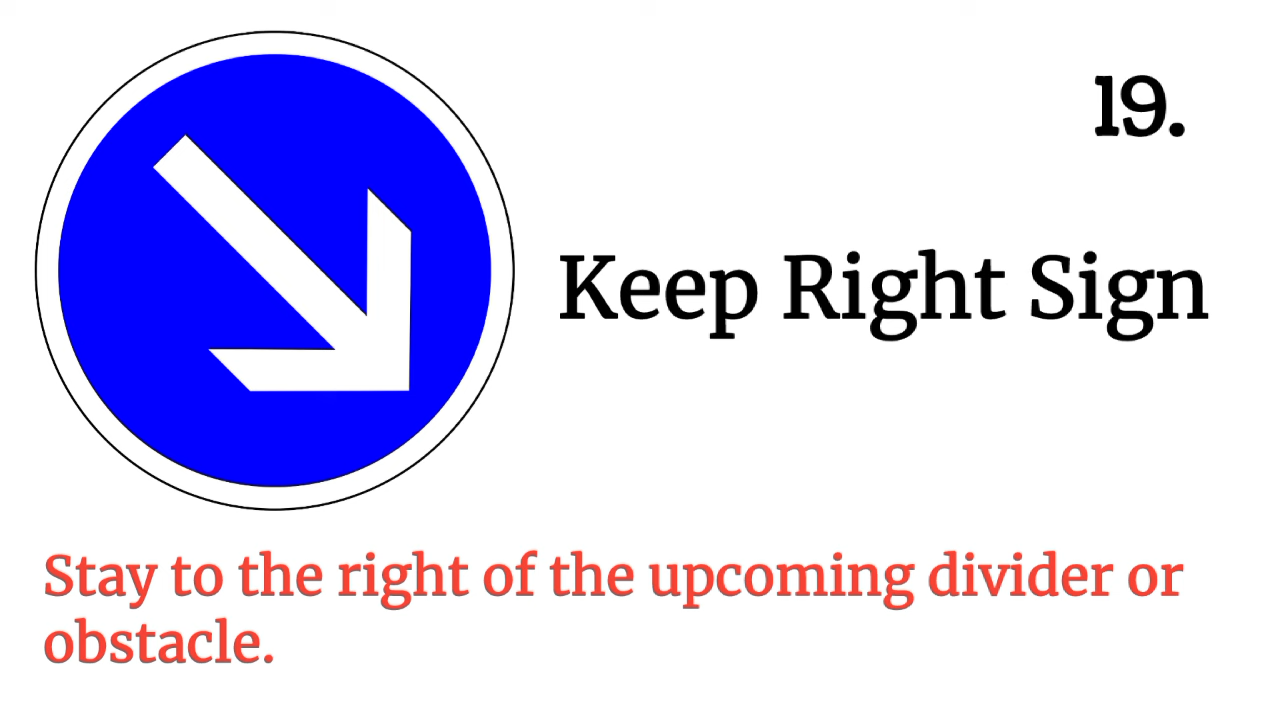 19.
Keep Right Sign
Stay to the right of the upcoming divider or
obstacle.